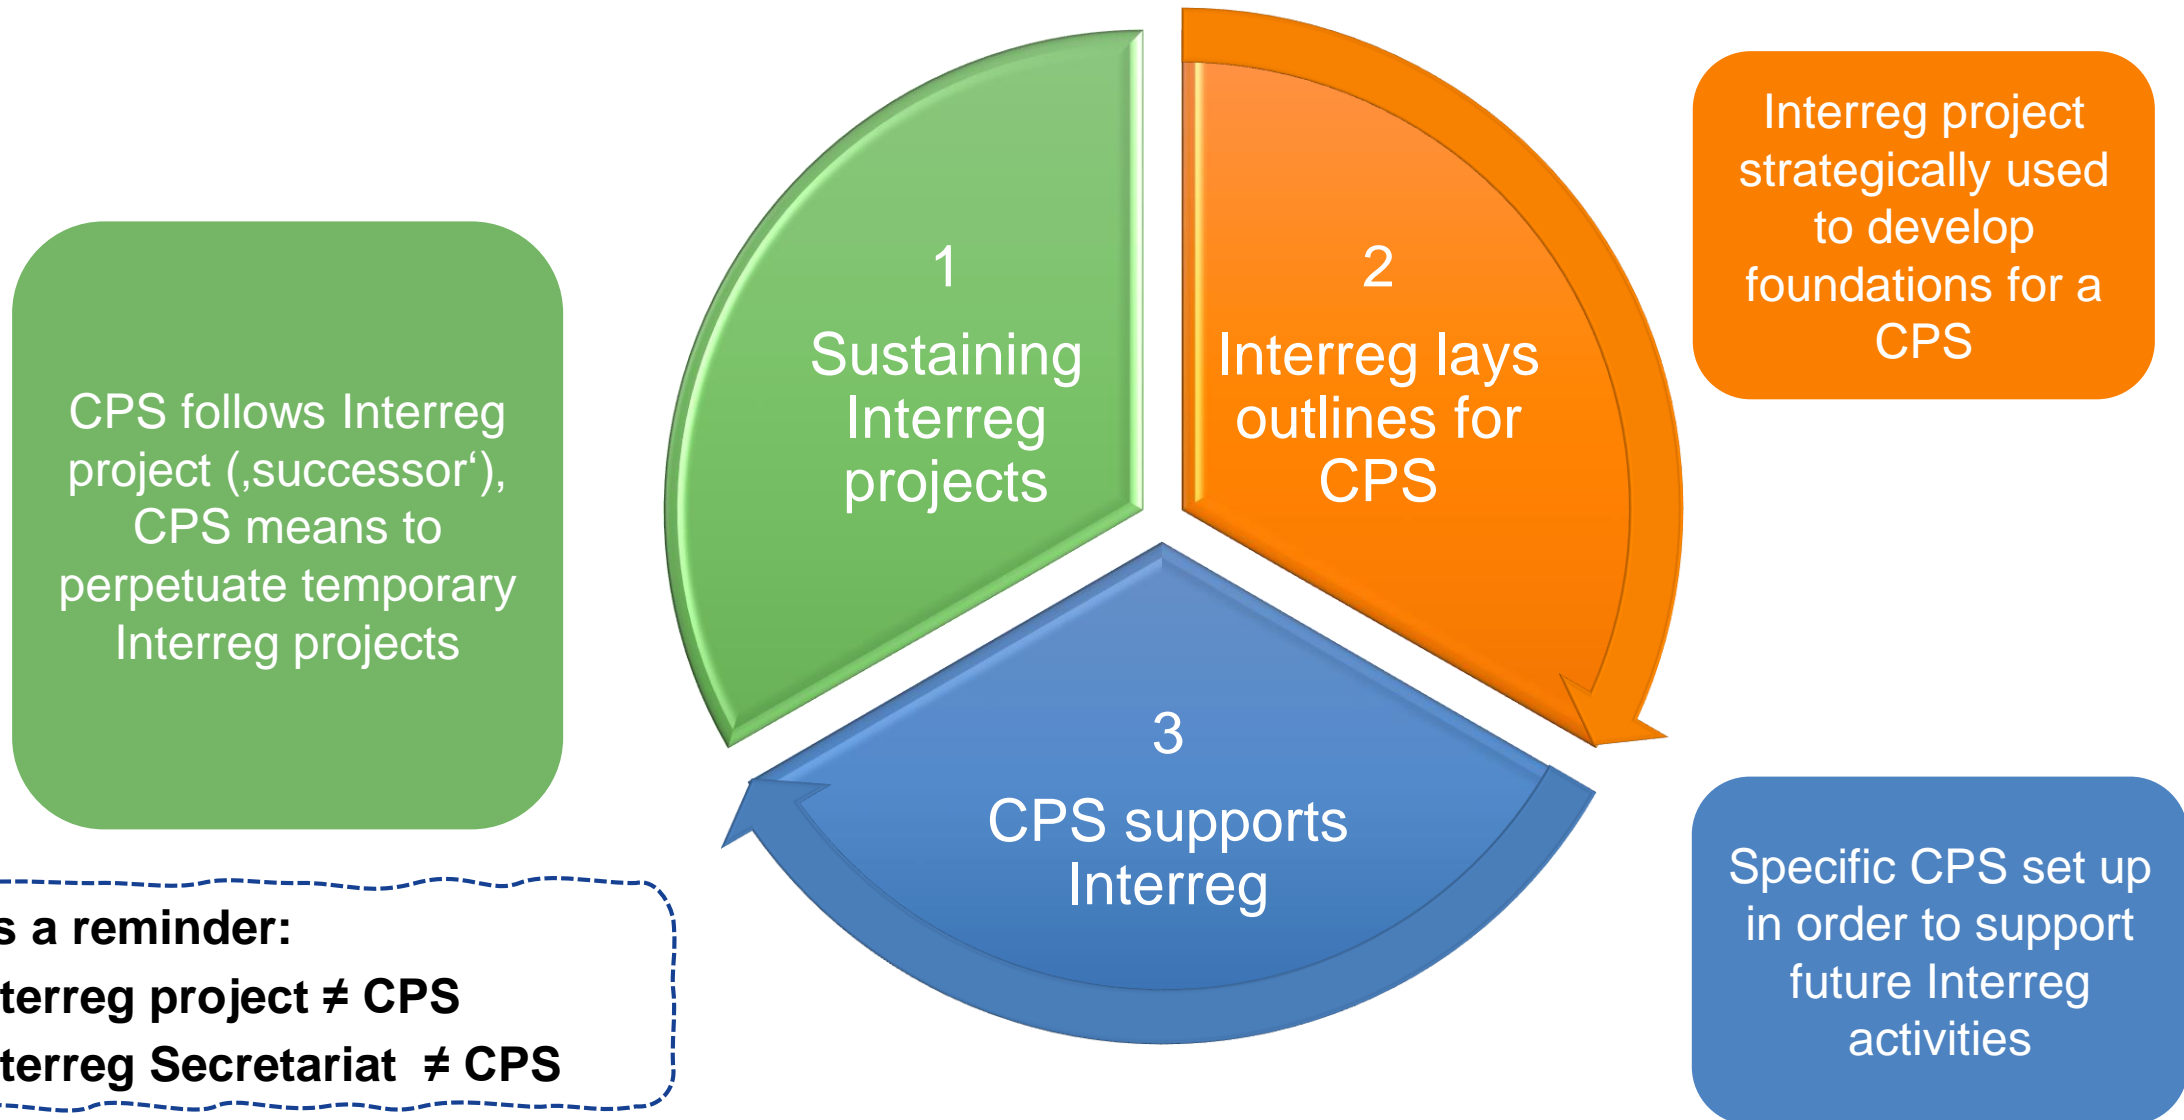 CPS follows Interreg
project (‚successor‘),
CPS means to
perpetuate temporary
Interreg projects
1
Sustaining
Interreg
projects
2
Interreg lays
outlines for
CPS
Interreg project
strategically used
to develop
foundations for a
CPS
3
CPS supports
Interreg
Specific CPS set up
in order to support
future Interreg
activities
s a reminder:
terreg project ≠ CPS
terreg Secretariat ≠ CPS